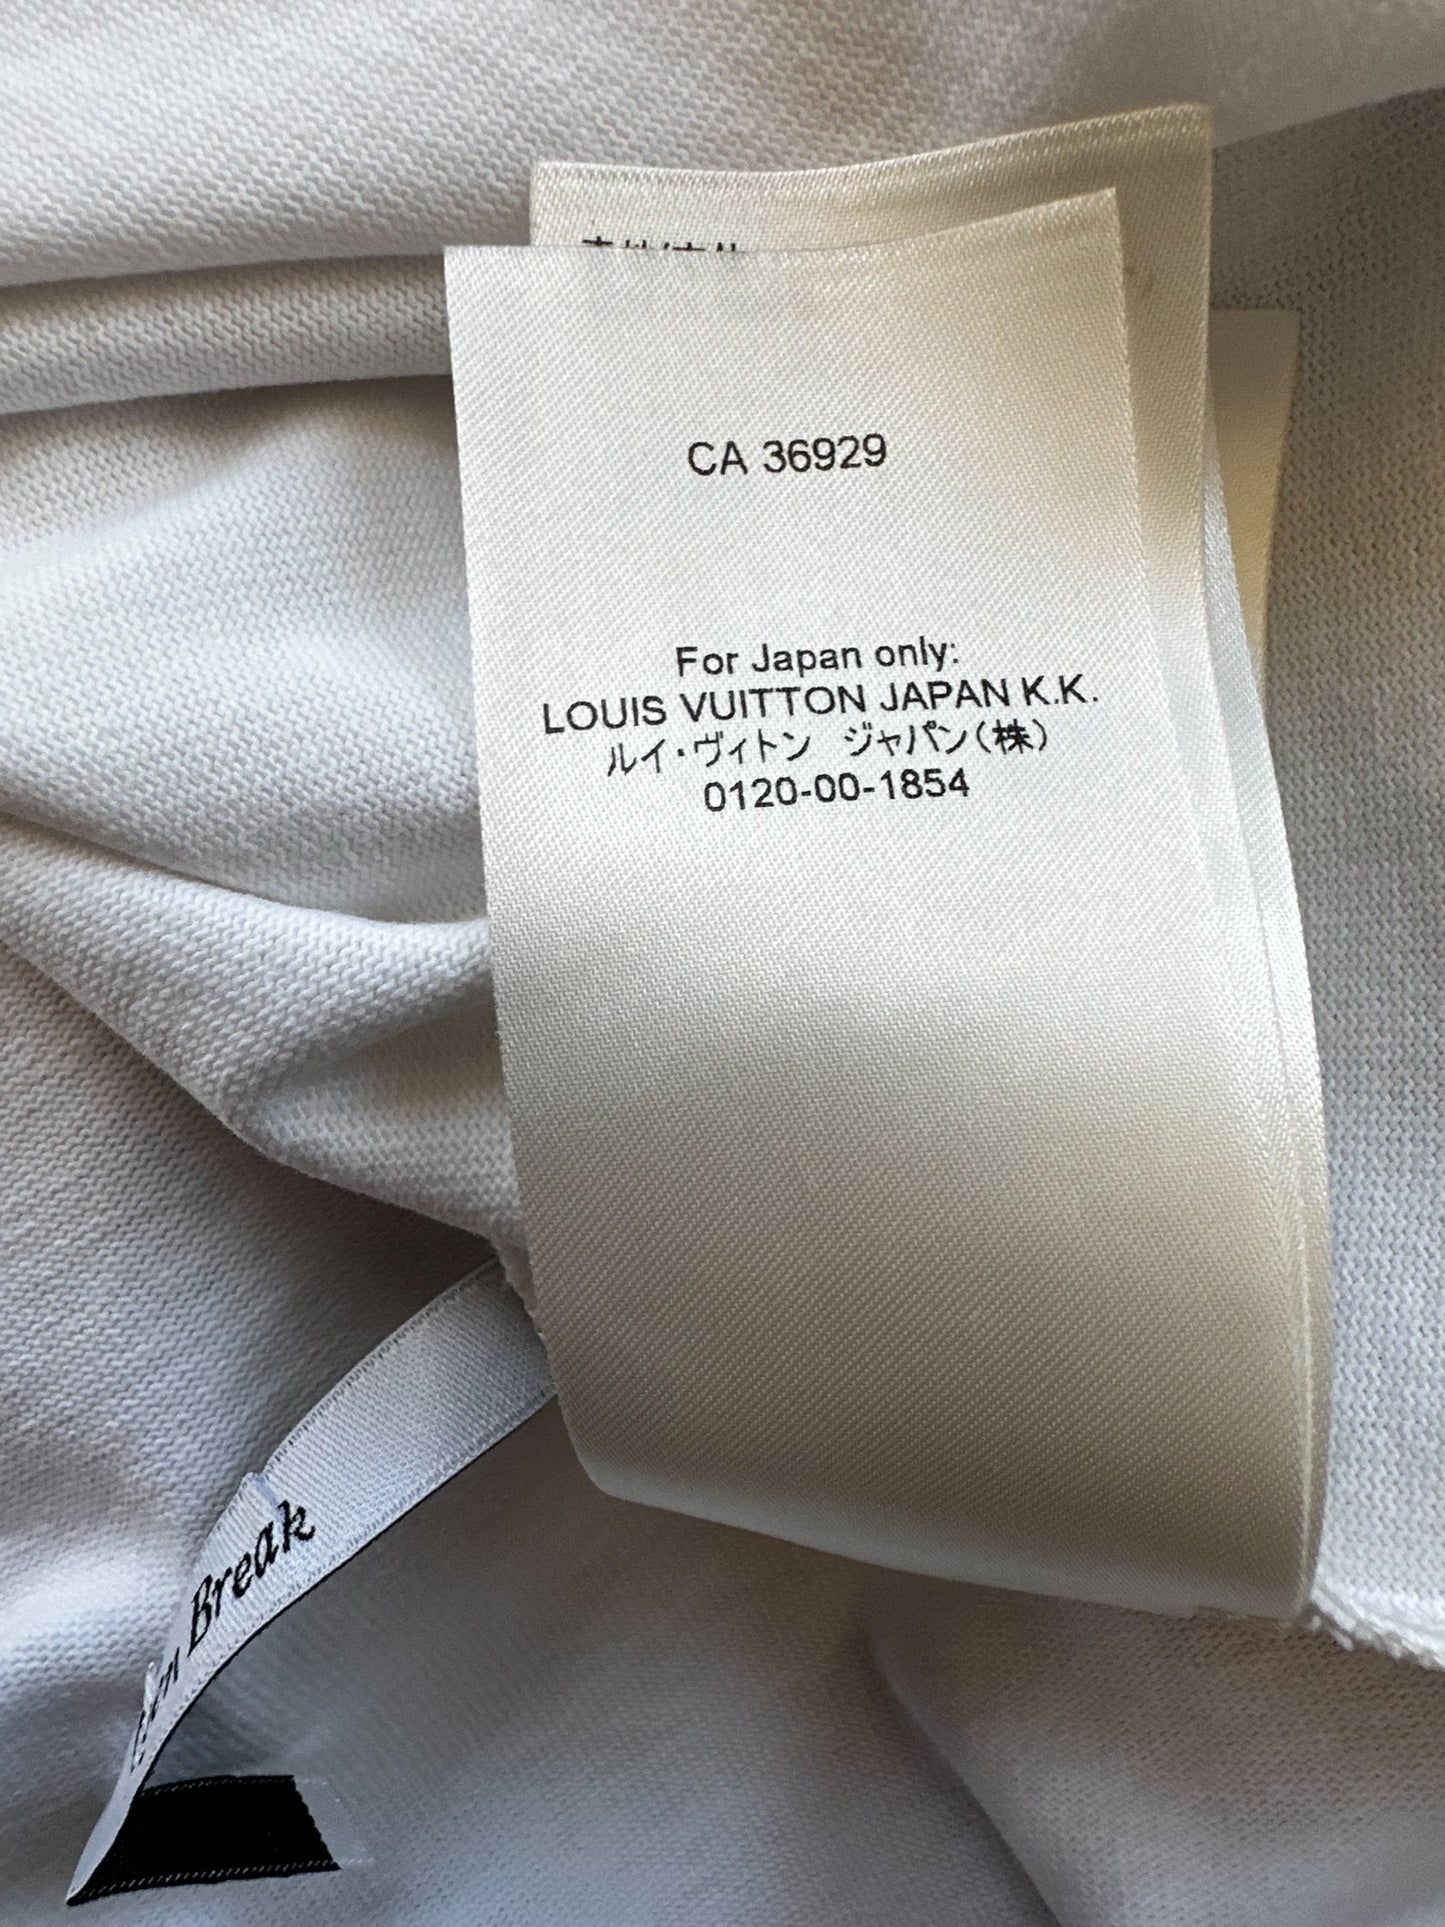 CA 36929
For Japan only:
LOUIS VUITTON JAPAN K.K.
ルイ・ヴィトン ジャパン(株)
0120-00-1854
Break